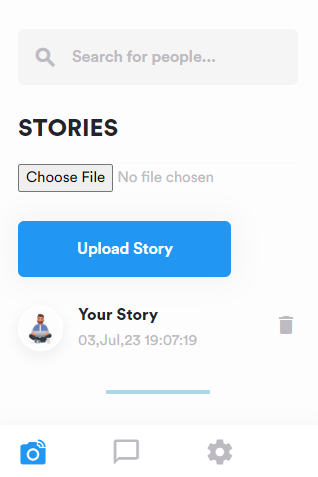 Search for people...
STORIES
Choose File No file chosen
Upload Story
Your Story
03,Jul,23 19:07:19